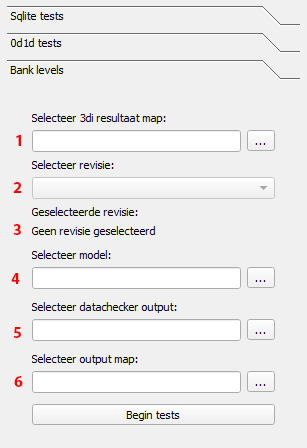 Sqlite tests
0d1d tests
Bank levels
Selecteer 3di resultaat map:
1 ...
Selecteer revisie:
2
Geselecteerde revisie:
3 Geen revisie geselecteerd
Selecteer model:
4 ...
Selecteer datachecker output:
5 ...
Selecteer output map:
6 ...
Begin tests